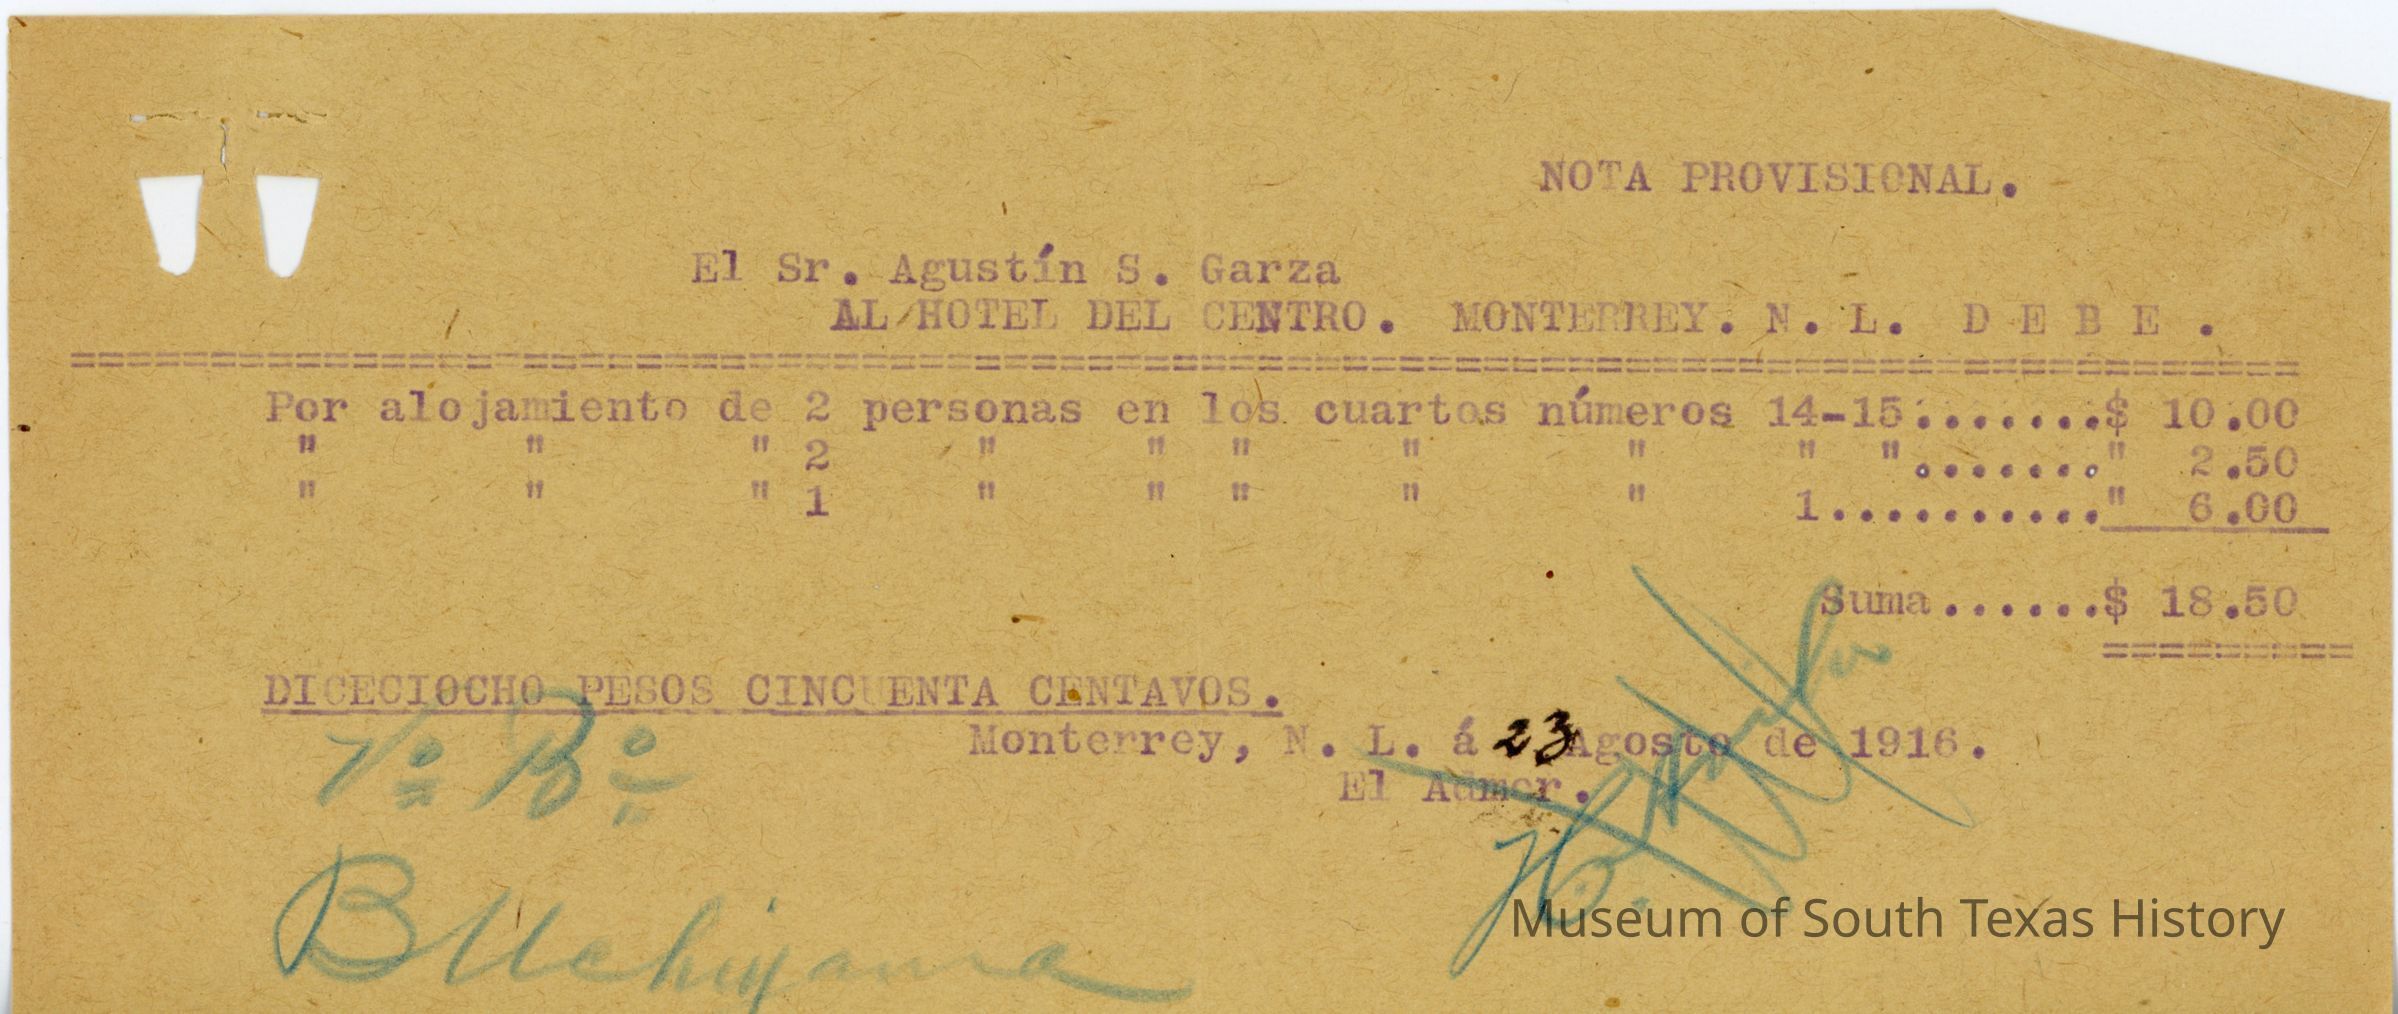 NOTA PROVISIONAL.
El Sr. Agustín S. Garza
AL HOTEL DEL CENTRO. MONTERREY. N. L. D E B E .
==============================
Por alojamiento de 2 personas en los cuartos números 14-15.......$ 10.00
" " " 2 " " " " " " ".......” 2.50
" " " 1 " " " " " 1.........." 6.00
Suma......$ 18.50
=========
DICECIOCHO PESOS CINCUENTA CENTAVOS.
Monterrey, N. L. á 23 Agosto de 1916.
El Admor.
Vo Bo
B Uchiyama
Museum of South Texas History